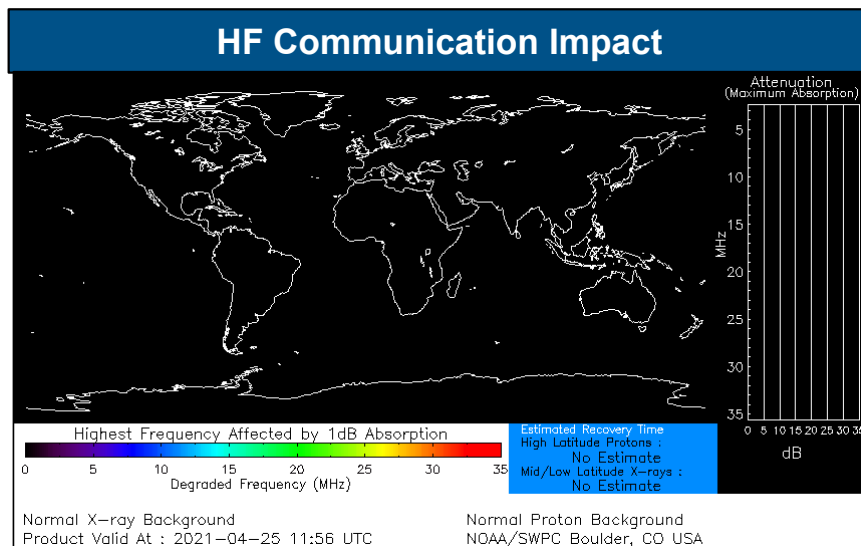 HF Communication Impact
Attenuation
(Maximum Absorption)
5
10
15
MHz
20
25
30
35
0 5 10 15 20 25 30 35
dB
Highest Frequency Affected by 1dB Absorption
0 5 10 15 20 25 30 35
Degraded Frequency (MHz)
Estimated Recovery Time
High Latitude Protons :
No Estimate
Mid/Low Latitude X-rays :
No Estimate
Normal X-ray Background
Normal Proton Background
Product Valid At : 2021-04-25 11:56 UTC
NOAA/SWPC Boulder, CO USA